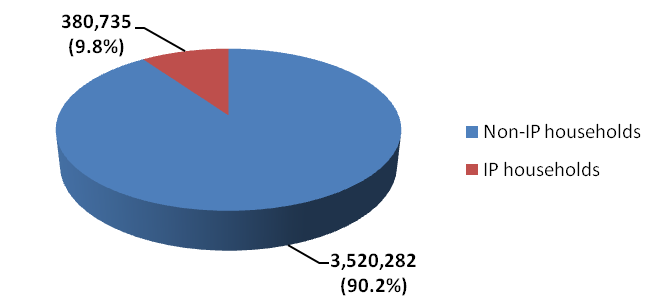 380,735
(9.8%)
Non-IP households
IP households
3,520,282
(90.2%)